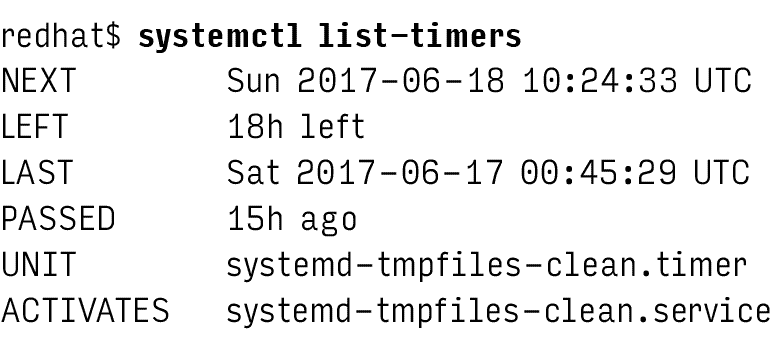 redhat$ systemctl list-timers
NEXT Sun 2017-06-18 10:24:33 UTC
LEFT 18h left
LAST Sat 2017-06-17 00:45:29 UTC
PASSED 15h ago
UNIT systemd-tmpfiles-clean.timer
ACTIVATES systemd-tmpfiles-clean.service